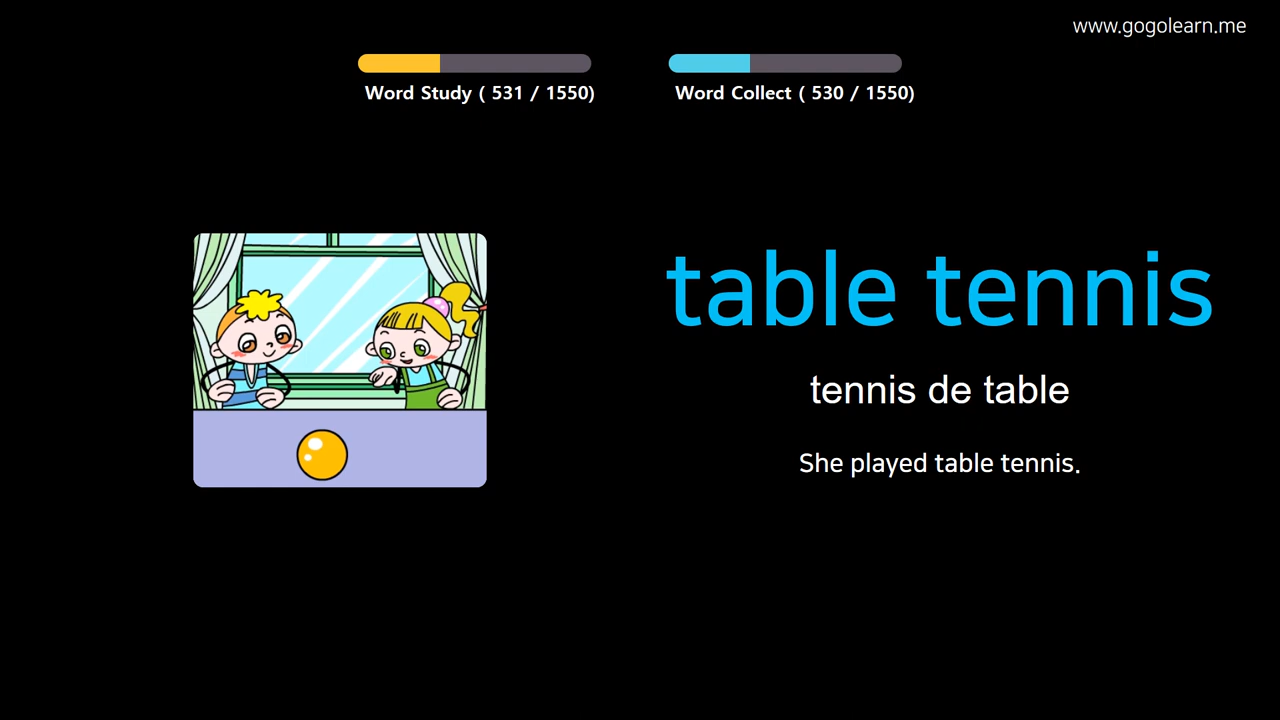 www.gogolearn.me
Word Study ( 531 / 1550)
Word Collect ( 530 / 1550)
table tennis
tennis de table
She played table tennis.